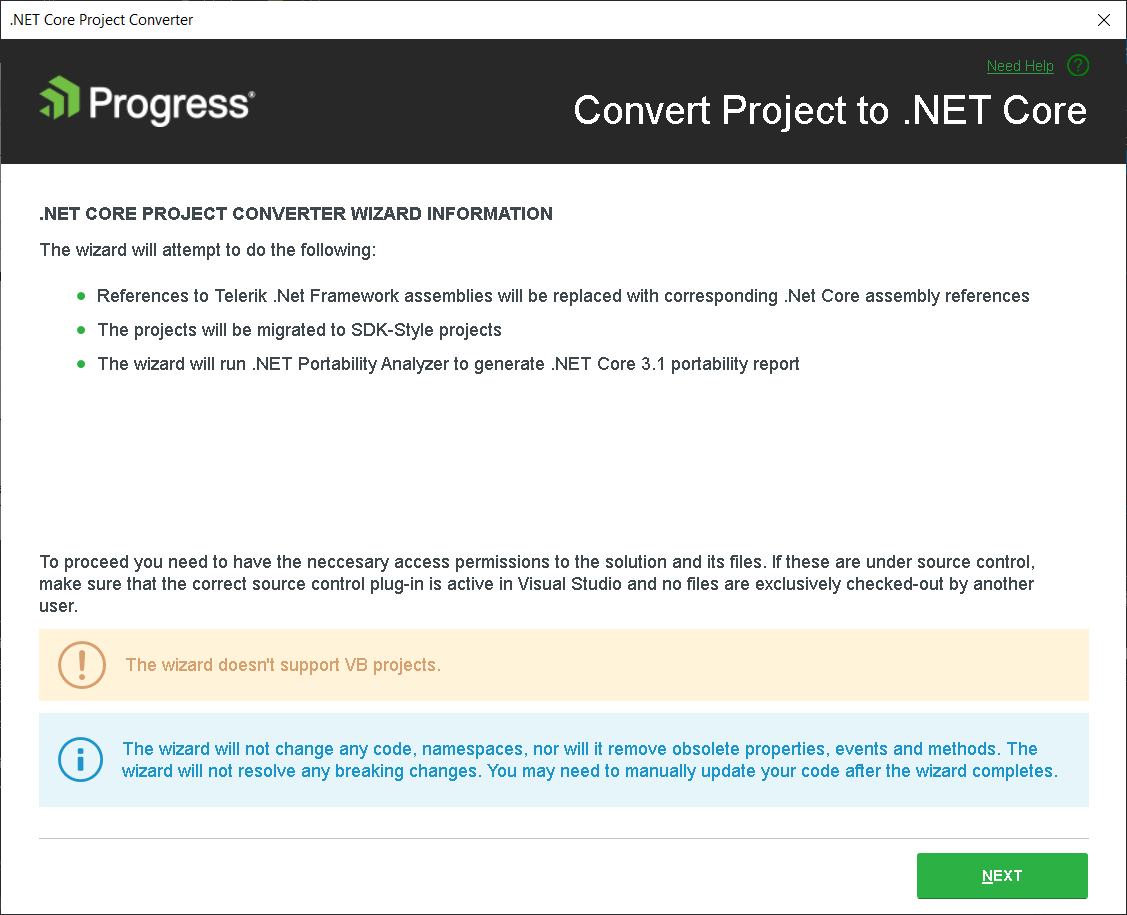 .NET Core Project Converter
Need Help ?
Progress®
Convert Project to .NET Core
.NET CORE PROJECT CONVERTER WIZARD INFORMATION
The wizard will attempt to do the following:
References to Telerik .Net Framework assemblies will be replaced with corresponding .Net Core assembly references
The projects will be migrated to SDK-Style projects
The wizard will run .NET Portability Analyzer to generate .NET Core 3.1 portability report
To proceed you need to have the neccesary access permissions to the solution and its files. If these are under source control,
make sure that the correct source control plug-in is active in Visual Studio and no files are exclusively checked-out by another
user.
The wizard doesn't support VB projects.
The wizard will not change any code, namespaces, nor will it remove obsolete properties, events and methods. The
wizard will not resolve any breaking changes. You may need to manually update your code after the wizard completes.
NEXT